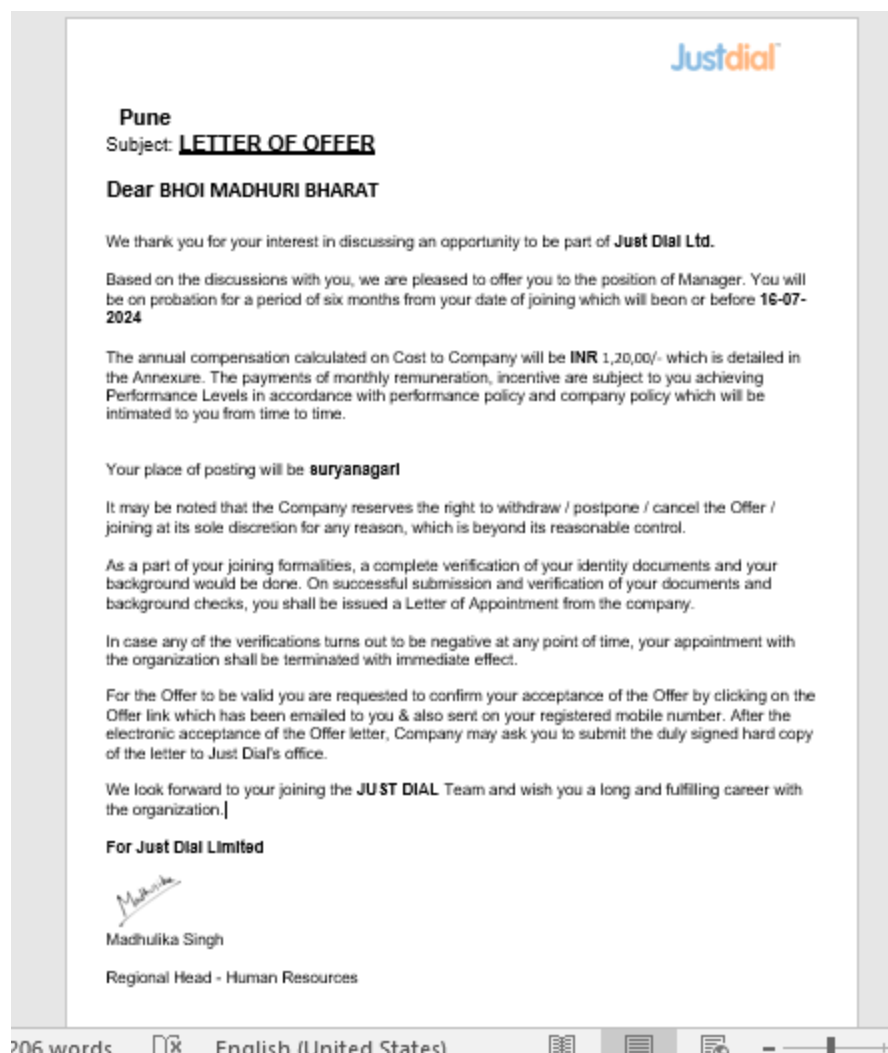 Justdial
Pune
Subject: LETTER OF OFFER
Dear BHOI MADHURI BHARAT
We thank you for your interest in discussing an opportunity to be part of Just Dial Ltd.
Based on the discussions with you, we are pleased to offer you to the position of Manager. You will
be on probation for a period of six months from your date of joining which will beon or before 16-07-
2024
The annual compensation calculated on Cost to Company will be INR 1,20,00/- which is detailed in
the Annexure. The payments of monthly remuneration, incentive are subject to you achieving
Performance Levels in accordance with performance policy and company policy which will be
intimated to you from time to time.
Your place of posting will be suryanagari
It may be noted that the Company reserves the right to withdraw / postpone / cancel the Offer /
joining at its sole discretion for any reason, which is beyond its reasonable control.
As a part of your joining formalities, a complete verification of your identity documents and your
background would be done. On successful submission and verification of your documents and
background checks, you shall be issued a Letter of Appointment from the company.
In case any of the verifications turns out to be negative at any point of time, your appointment with
the organization shall be terminated with immediate effect.
For the Offer to be valid you are requested to confirm your acceptance of the Offer by clicking on the
Offer link which has been emailed to you & also sent on your registered mobile number. After the
electronic acceptance of the Offer letter, Company may ask you to submit the duly signed hard copy
of the letter to Just Dial's office.
We look forward to your joining the JUST DIAL Team and wish you a long and fulfilling career with
the organization.
For Just Dial Limited
Madhulika
Madhulika Singh
Regional Head - Human Resources
206 words English (United States)